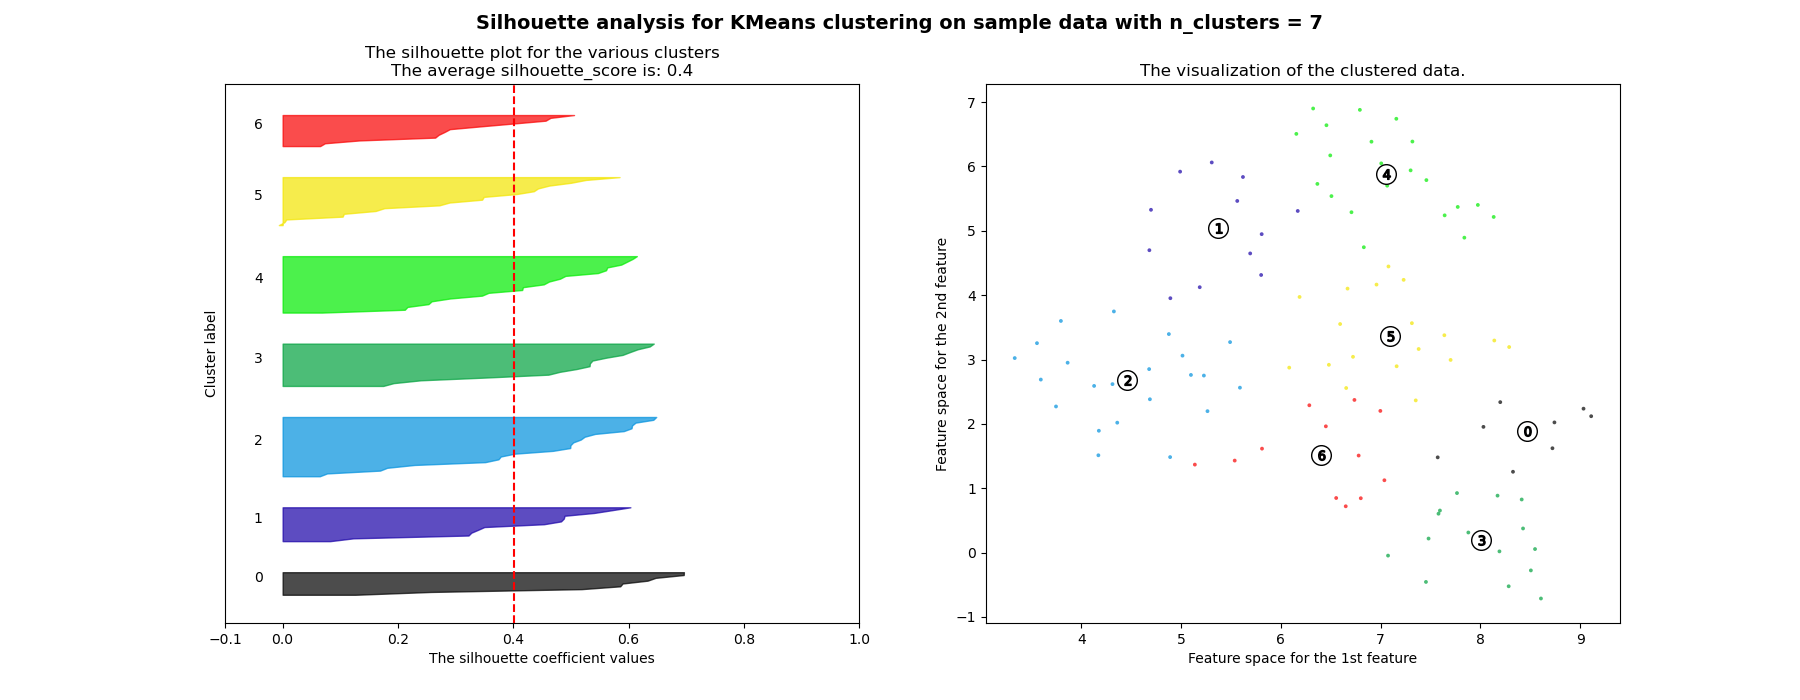 Silhouette analysis for KMeans clustering on sample data with n_clusters = 7
The silhouette plot for the various clusters
The average silhouette_score is: 0.4
Cluster label
6
5
4
3
2
1
0
−0.1 0.0 0.2 0.4 0.6 0.8 1.0
The silhouette coefficient values
The visualization of the clustered data.
Feature space for the 2nd feature
7
6
5
4
3
2
1
0
−1
4
1
5
2
0
6
3
4 5 6 7 8 9
Feature space for the 1st feature